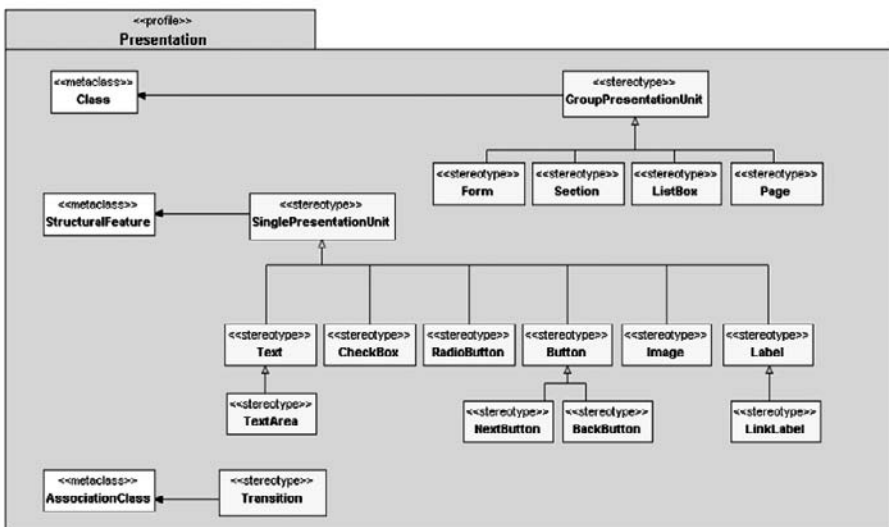 <<profile>>
Presentation
<<metaclass>>
Class
<<stereotype>>
GroupPresentationUnit
<<stereotype>>
Form
<<stereotype>>
Section
<<stereotype>>
ListBox
<<stereotype>>
Page
<<metaclass>>
StructuralFeature
<<stereotype>>
SinglePresentationUnit
<<stereotype>>
Text
<<stereotype>>
CheckBox
<<stereotype>>
RadioButton
<<stereotype>>
Button
<<stereotype>>
Image
<<stereotype>>
Label
<<stereotype>>
TextArea
<<stereotype>>
NextButton
<<stereotype>>
BackButton
<<stereotype>>
LinkLabel
<<metaclass>>
AssociationClass
<<stereotype>>
Transition